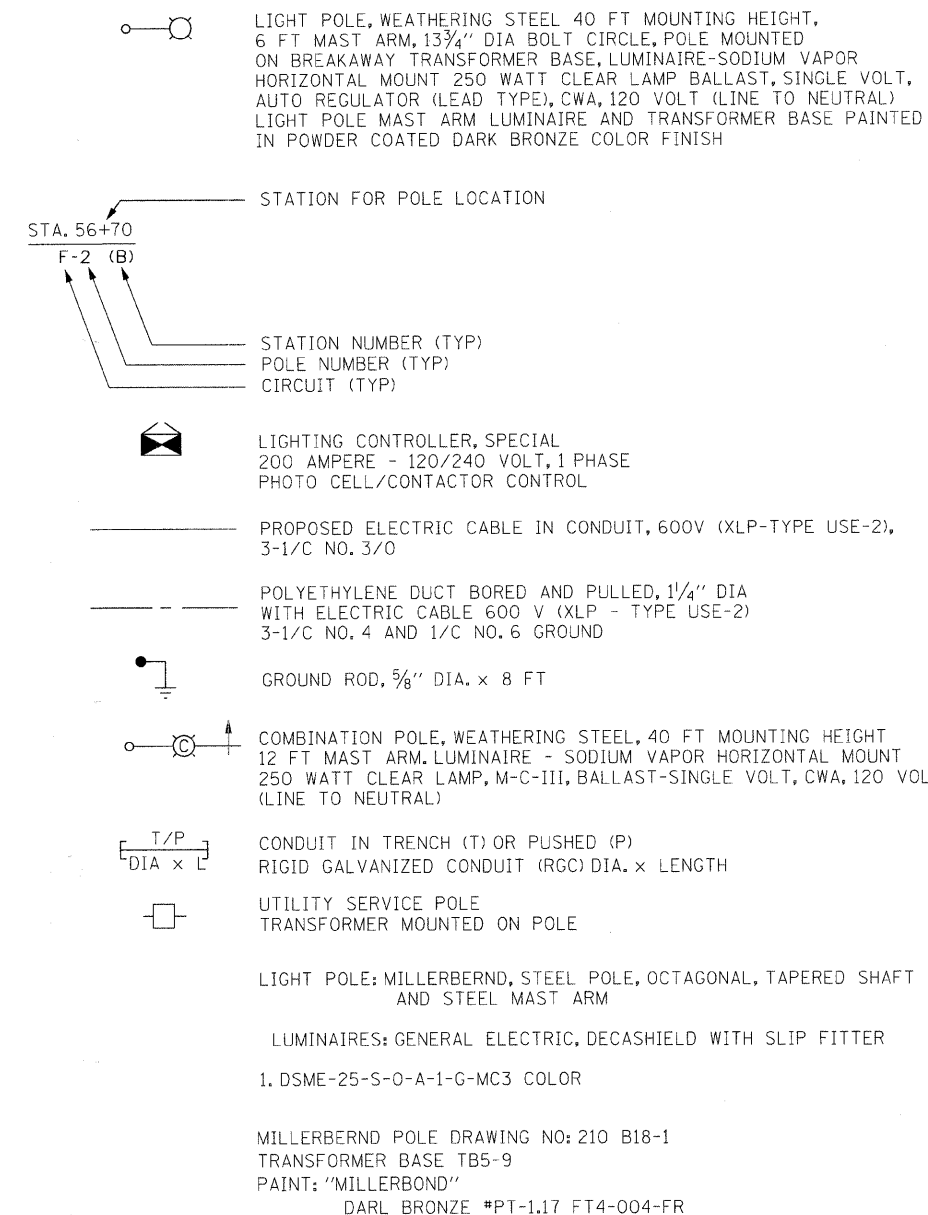 LIGHT POLE, WEATHERING STEEL 40 FT MOUNTING HEIGHT,
6 FT MAST ARM, 13¾" DIA BOLT CIRCLE, POLE MOUNTED
ON BREAKAWAY TRANSFORMER BASE, LUMINAIRE-SODIUM VAPOR
HORIZONTAL MOUNT 250 WATT CLEAR LAMP BALLAST, SINGLE VOLT,
AUTO REGULATOR (LEAD TYPE), CWA, 120 VOLT (LINE TO NEUTRAL)
LIGHT POLE MAST ARM LUMINAIRE AND TRANSFORMER BASE PAINTED
IN POWDER COATED DARK BRONZE COLOR FINISH
STATION FOR POLE LOCATION
STA. 56+70
F-2 (B)
STATION NUMBER (TYP)
POLE NUMBER (TYP)
CIRCUIT (TYP)
LIGHTING CONTROLLER, SPECIAL
200 AMPERE - 120/240 VOLT, 1 PHASE
PHOTO CELL/CONTACTOR CONTROL
PROPOSED ELECTRIC CABLE IN CONDUIT, 600V (XLP-TYPE USE-2),
3-1/C NO. 3/0
POLYETHYLENE DUCT BORED AND PULLED, 1¼" DIA
WITH ELECTRIC CABLE 600 V (XLP - TYPE USE-2)
3-1/C NO. 4 AND 1/C NO. 6 GROUND
GROUND ROD, ⅝" DIA. x 8 FT
C
COMBINATION POLE, WEATHERING STEEL, 40 FT MOUNTING HEIGHT
12 FT MAST ARM. LUMINAIRE - SODIUM VAPOR HORIZONTAL MOUNT
250 WATT CLEAR LAMP, M-C-III, BALLAST-SINGLE VOLT, CWA, 120 VOL
(LINE TO NEUTRAL)
T/P
DIA x L
CONDUIT IN TRENCH (T) OR PUSHED (P)
RIGID GALVANIZED CONDUIT (RGC) DIA. x LENGTH
UTILITY SERVICE POLE
TRANSFORMER MOUNTED ON POLE
LIGHT POLE: MILLERBERND, STEEL POLE, OCTAGONAL, TAPERED SHAFT
AND STEEL MAST ARM
LUMINAIRES: GENERAL ELECTRIC, DECASHIELD WITH SLIP FITTER
1. DSME-25-S-0-A-1-G-MC3 COLOR
MILLERBERND POLE DRAWING NO: 210 B18-1
TRANSFORMER BASE TB5-9
PAINT: "MILLERBOND"
DARL BRONZE #PT-1.17 FT4-004-FR